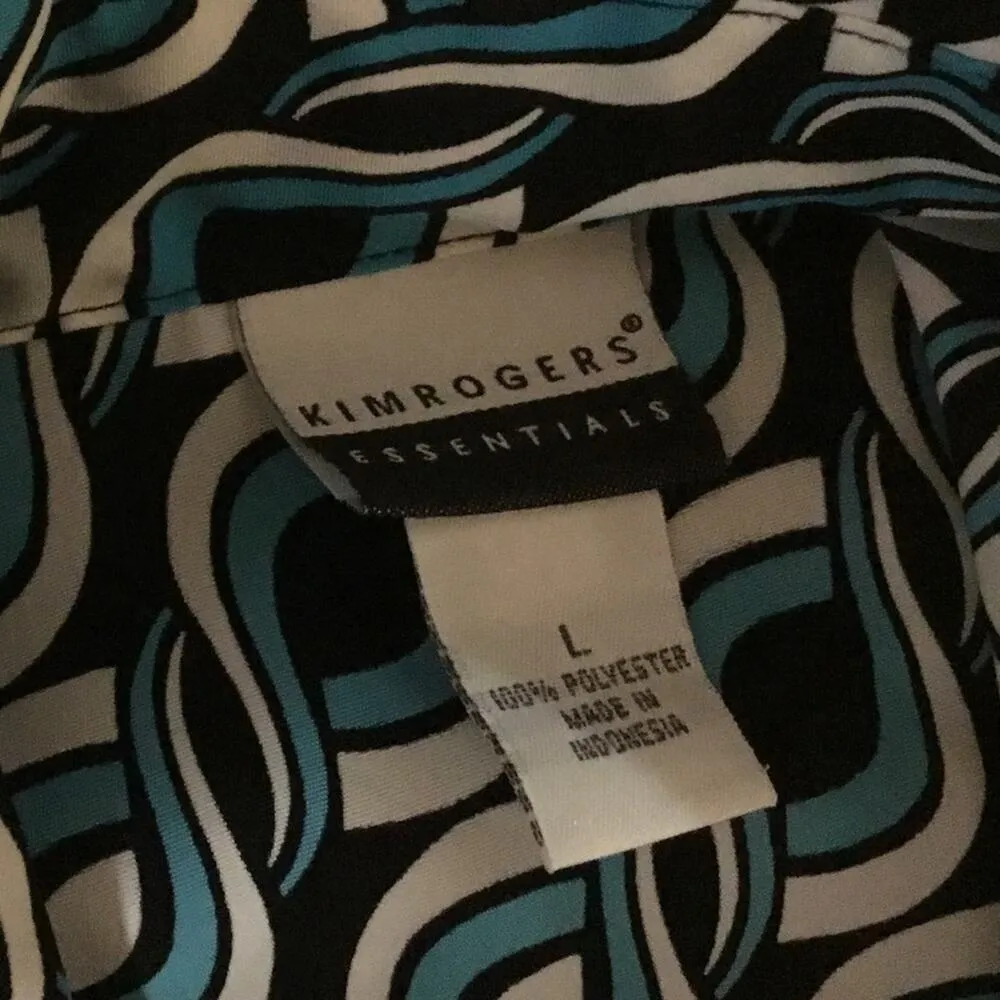 KIMROGERS®
ESSENTIALS
L
100% POLYESTER
MADE IN
INDONESIA